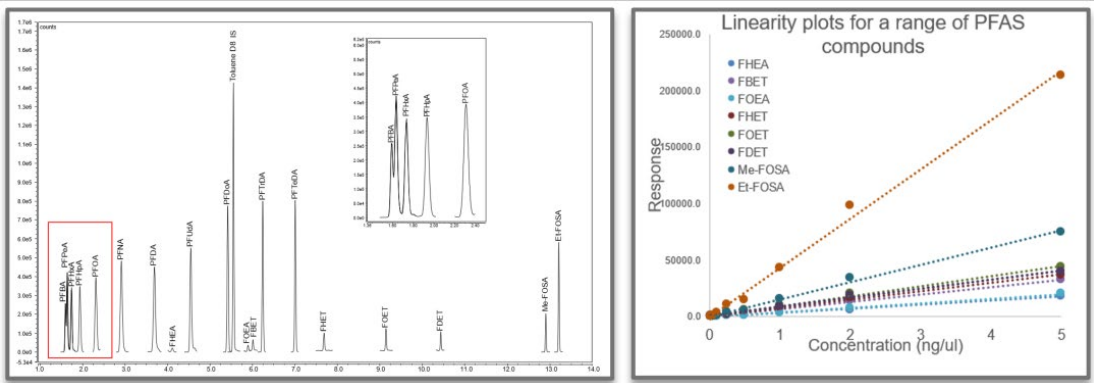 counts
1.7e6
1.6e6
1.5e6
1.4e6
1.3e6
1.2e6
1.1e6
1.0e6
9.0e5
8.0e5
7.0e5
6.0e5
5.0e5
4.0e5
3.0e5
2.0e5
1.0e5
0.0e0
-5.3e4
1.0 2.0 3.0 4.0 5.0 6.0 7.0 8.0 9.0 10.0 11.0 12.0 13.0 14.0
PFBA
PFPeA
PFHxA
PFHpA
PFOA
PFNA
PFDA
FHEA
PFUdA
PFDoA
Toluene D8 IS
FOEA
FBET
PFTrDA
PFTeDA
FHET
FOET
FDET
Me-FOSA
Et-FOSA
counts
PFBA
PFPeA
PFHxA
PFHpA
PFOA
Linearity plots for a range of PFAS
compounds
250000.0
200000.0
150000.0
100000.0
50000.0
0.0
Response
FHEA
FBET
FOEA
FHET
FOET
FDET
Me-FOSA
Et-FOSA
0 1 2 3 4 5
Concentration (ng/ul)